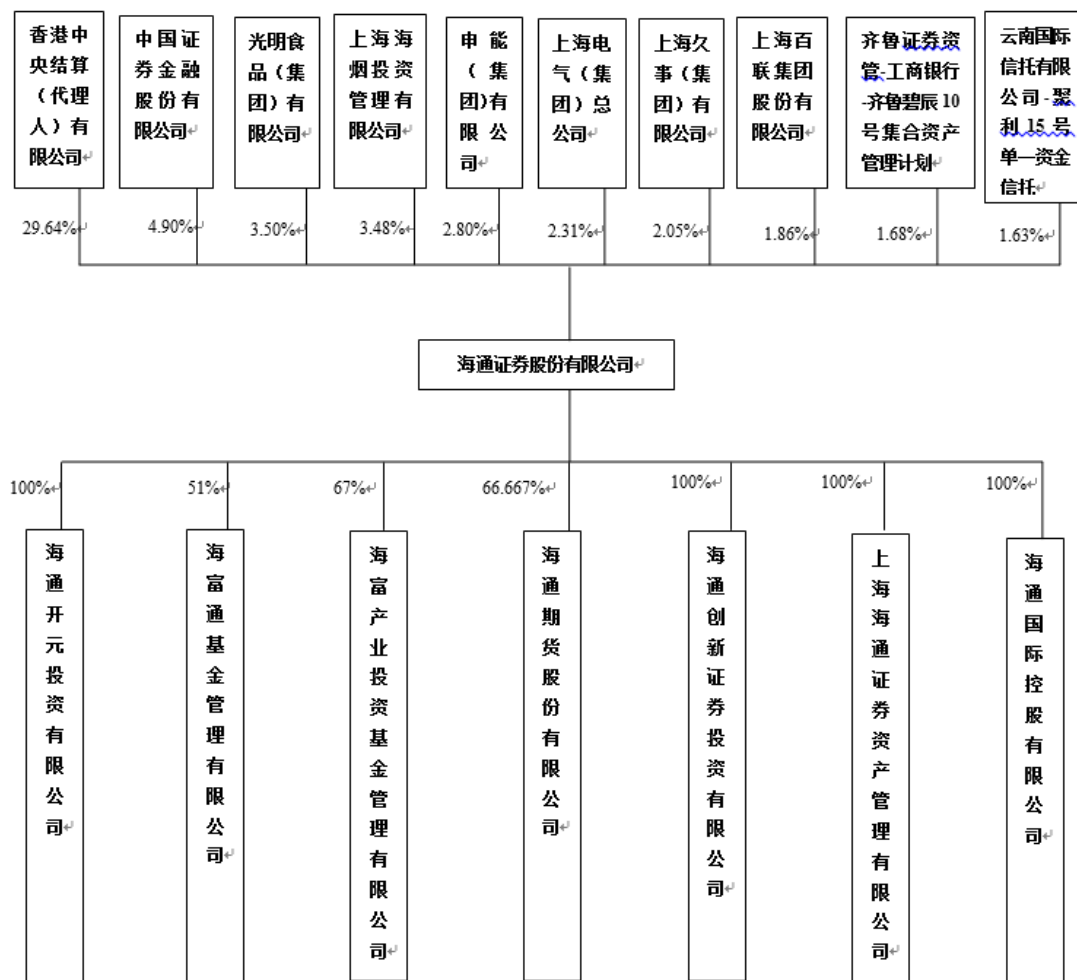 香港中
央结算
（代理
人）有
限公司
中国证
券金融
股份有
限公司
光明食
品（集
团）有
限公司
上海海
烟投资
管理有
限公司
申能
（集
团）有
限公
司
上海电
气（集
团）总
公司
上海久
事（集
团）有
限公司
上海百
联集团
股份有
限公司
齐鲁证券资
管-工商银行
-齐鲁碧辰10
号集合资产
管理计划
云南国际
信托有限
公司-聚
利15号
单一资金
信托
29.64%
4.90%
3.50%
3.48%
2.80%
2.31%
2.05%
1.86%
1.68%
1.63%
海通证券股份有限公司
100%
51%
67%
66.667%
100%
100%
100%
海通开元投资有限公司
海富通基金管理有限公司
海富产业投资基金管理有限公司
海通期货股份有限公司
海通创新证券投资有限公司
上海海通证券资产管理有限公司
海通国际控股有限公司